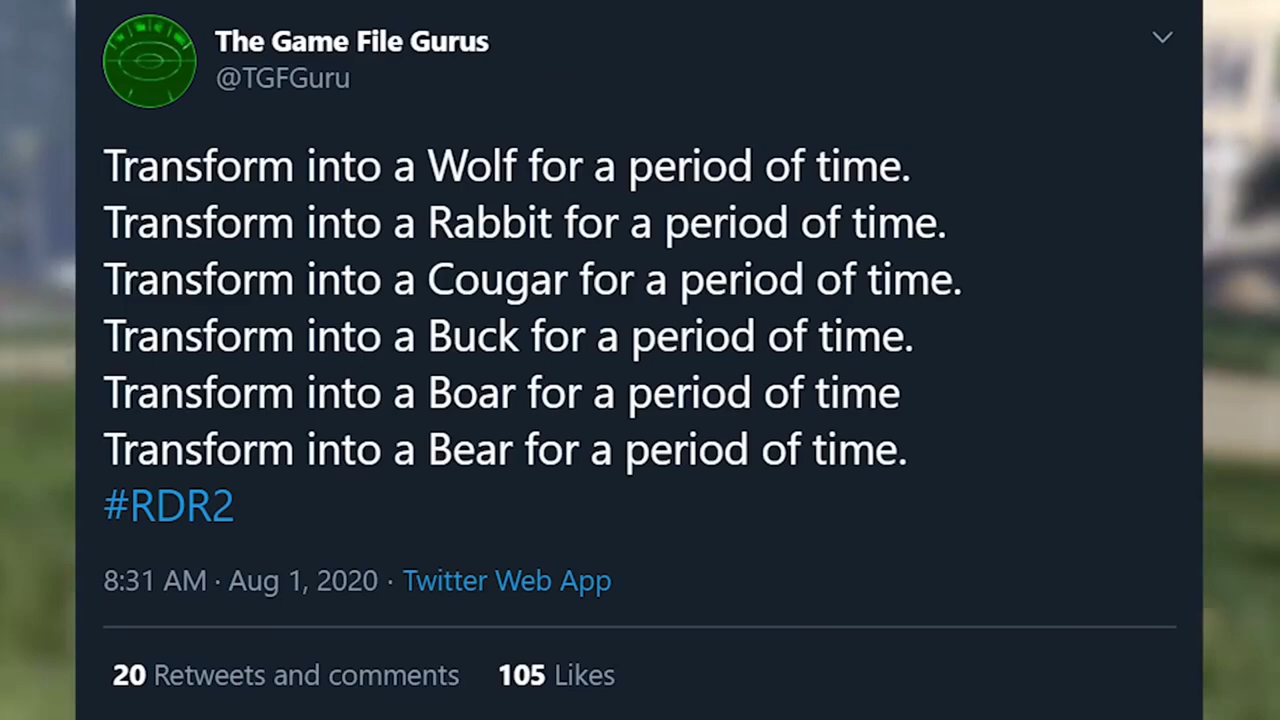 The Game File Gurus
@TGFGuru
Transform into a Wolf for a period of time.
Transform into a Rabbit for a period of time.
Transform into a Cougar for a period of time.
Transform into a Buck for a period of time.
Transform into a Boar for a period of time
Transform into a Bear for a period of time.
#RDR2
8:31 AM · Aug 1, 2020 · Twitter Web App
20 Retweets and comments 105 Likes